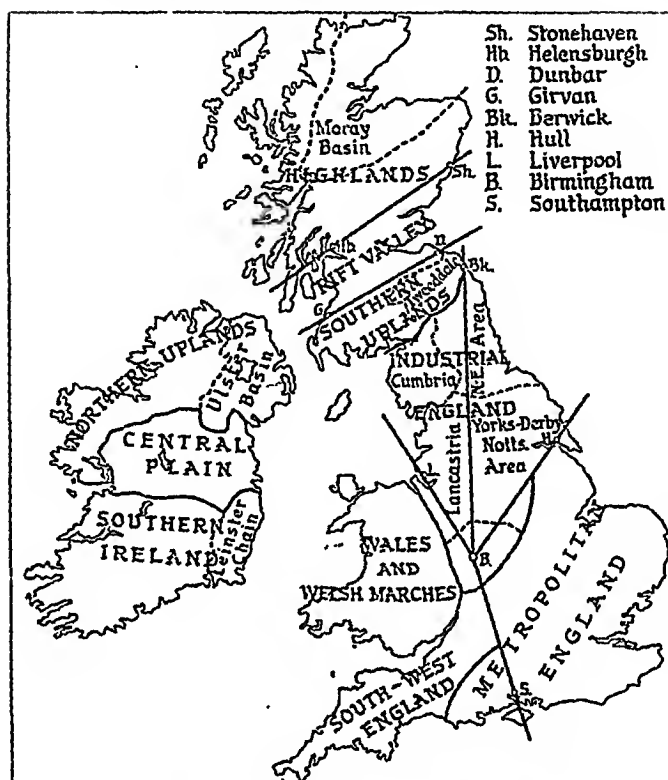 Sh. Stonehaven
Hb Helensburgh
D. Dunbar
G. Girvan
Bk. Berwick
H. Hull
L. Liverpool
B. Birmingham
S. Southampton
Moray
Basin
HIGHLANDS
Sh.
Hb
RIFT VALLEY
D
G
Bk.
SOUTHERN
UPLANDS
Tweeddale
NORTHERN UPLANDS
Ulster
Basin
INDUSTRIAL
Cumbria
N.E. Area
ENGLAND
CENTRAL
PLAIN
Lancastria
Yorks-Derby
Notts.
Area
H.
L
SOUTHERN
IRELAND
Leinster
Chain
WALES
AND
WELSH MARCHES
B
METROPOLITAN
ENGLAND
SOUTH-WEST
ENGLAND
S.